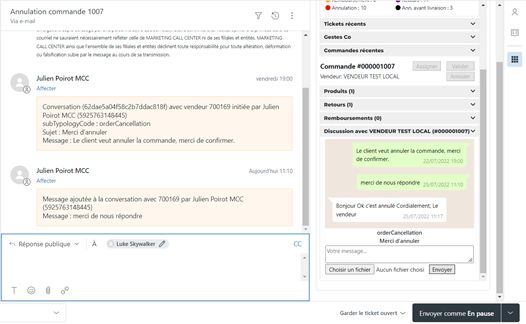 Annulation commande 1007
Via e-mail
seuraient nécessairement refléter celle de MARKETING CALL CENTER ni de ses filiales et entités. MARKETING
CALL CENTER ainsi que l'ensemble de ses filiales et entités déclinent toute responsabilité pour toute altération, déformation
ou falsification subie par le message au cours de sa transmission.
Julien Poirot MCC
vendredi 19:00
Affecter
Conversation (62dae5a04f58c2b7ddac818f) avec vendeur 700169 initiée par Julien
Poirot MCC (5925763148445)
subTypologyCode : orderCancellation
Sujet : Merci d'annuler
Message : Le client veut annuler la commande, merci de confirmer.
Julien Poirot MCC
Aujourd'hui 11:10
Affecter
Message ajoutée à la conversation avec 700169 par Julien Poirot MCC
(5925763148445)
Message : merci de nous répondre
Réponse publique
À
Luke Skywalker
CC
Annulation : 10
Ann. avant livraison : 3
Tickets récents
Gestes Co
Commandes récentes
Commande #000001007
Assigner
Valider
Vendeur: VENDEUR TEST LOCAL
Annuler
Produits (1)
Retours (1)
Remboursements (0)
Discussion avec VENDEUR TEST LOCAL (#000001007)
Le client veut annuler la commande, merci
de confirmer.
22/07/2022 19:00
merci de nous répondre
25/07/2022 11:10
Bonjour Ok c'est annulé Cordialement, Le
vendeur
25/07/2022 11:17
orderCancellation
Merci d'annuler
Votre message...
Choisir un fichier
Aucun fichier choisi
Envoyer
Garder le ticket ouvert
Envoyer comme En pause